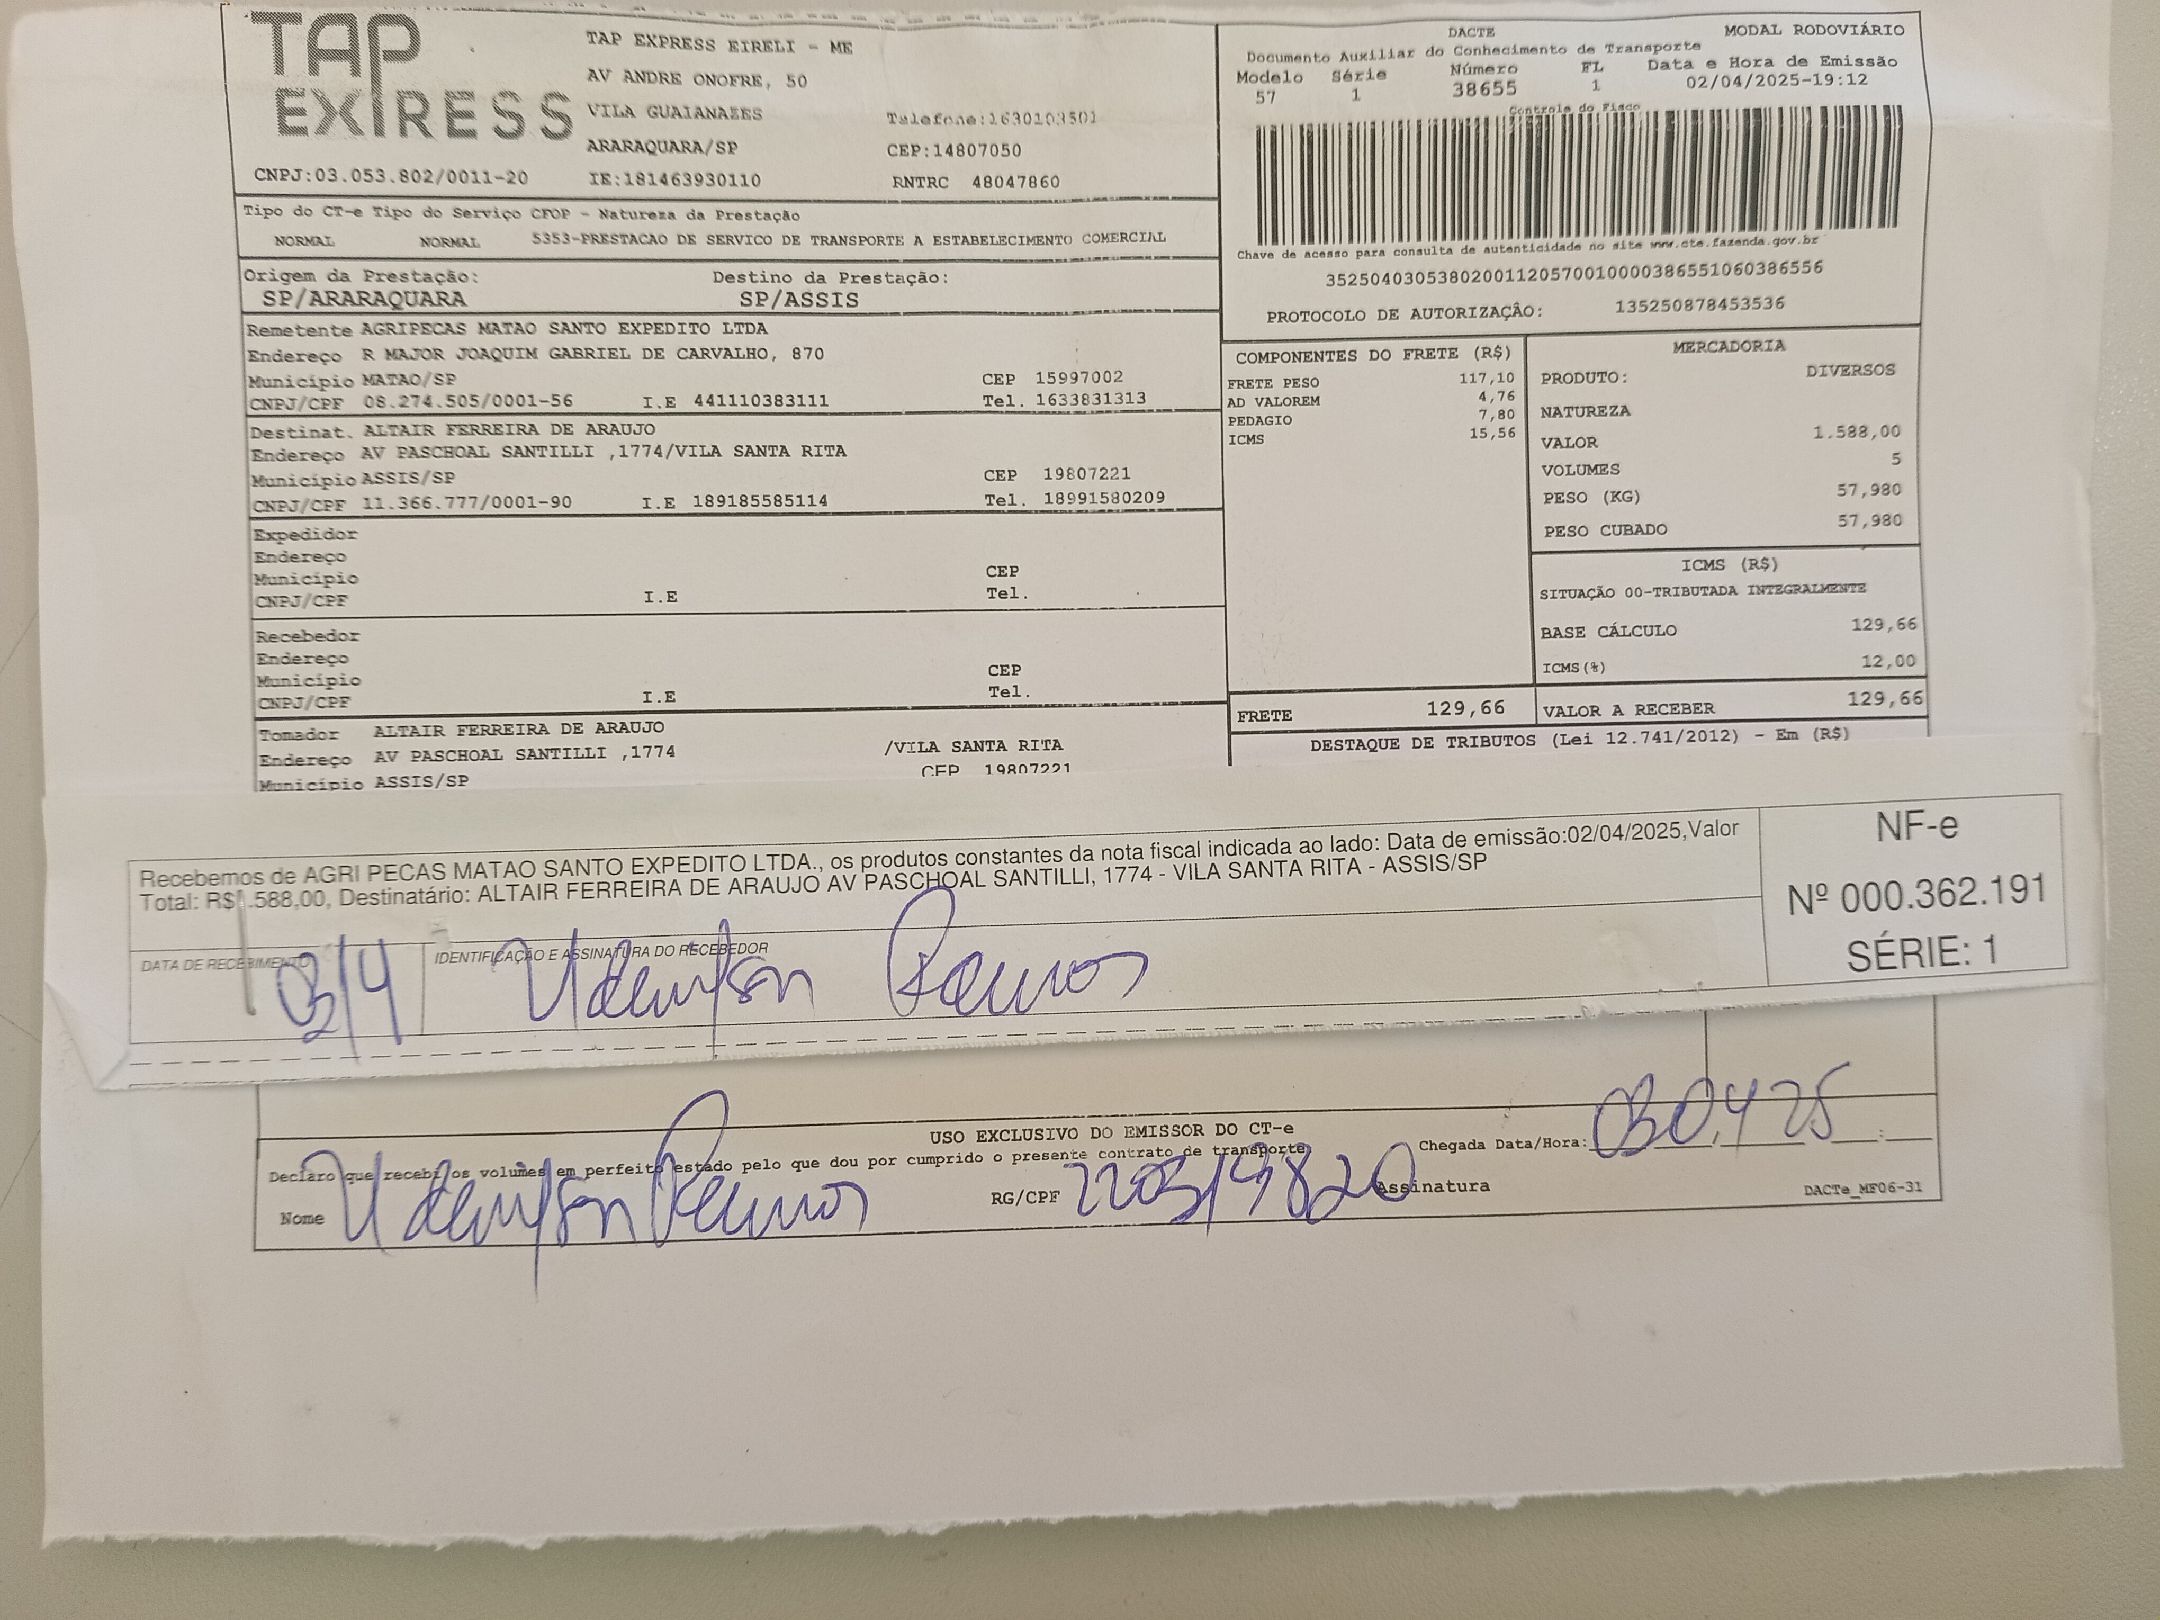 TAP
EXPRESS
CNPJ:03.053.802/0011-20
TAP EXPRESS EIRELI - ME
AV ANDRE ONOFRE, 50
VILA GUAIANAZES
Telefone:1630103501
ARARAQUARA/SP
CEP:14807050
IE:181463930110
RNTRC 48047860
DACTE
MODAL RODOVIÁRIO
Documento Auxiliar do Conhecimento de Transporte
Modelo Série Número FL Data e Hora de Emissão
57 1 38655 1 02/04/2025-19:12
Controle do Fisco
Chave de acesso para consulta de autenticidade no site www.cte.fazenda.gov.br
35250403053802001120570010000386551060386556
PROTOCOLO DE AUTORIZAÇÂO: 135250878453536
Tipo do CT-e Tipo do Serviço CFOP - Natureza da Prestação
NORMAL NORMAL 5353-PRESTACAO DE SERVICO DE TRANSPORTE A ESTABELECIMENTO COMERCIAL
Origem da Prestação: Destino da Prestação:
SP/ARARAQUARA SP/ASSIS
Remetente AGRIPECAS MATAO SANTO EXPEDITO LTDA
Endereço R MAJOR JOAQUIM GABRIEL DE CARVALHO, 870
Município MATAO/SP CEP 15997002
CNPJ/CPF 08.274.505/0001-56 I.E 441110383111 Tel. 1633831313
Destinat. ALTAIR FERREIRA DE ARAUJO
Endereço AV PASCHOAL SANTILLI ,1774/VILA SANTA RITA
Município ASSIS/SP CEP 19807221
CNPJ/CPF 11.366.777/0001-90 I.E 189185585114 Tel. 18991580209
Expedidor
Endereço
Município CEP
CNPJ/CPF I.E Tel.
Recebedor
Endereço
Município CEP
CNPJ/CPF I.E Tel.
Tomador ALTAIR FERREIRA DE ARAUJO
Endereço AV PASCHOAL SANTILLI ,1774 /VILA SANTA RITA
Município ASSIS/SP CEP 19807221
COMPONENTES DO FRETE (R$)
FRETE PESO 117,10
AD VALOREM 4,76
PEDAGIO 7,80
ICMS 15,56
FRETE 129,66
MERCADORIA
PRODUTO: DIVERSOS
NATUREZA
VALOR 1.588,00
VOLUMES 5
PESO (KG) 57,980
PESO CUBADO 57,980
ICMS (R$)
SITUAÇÃO 00-TRIBUTADA INTEGRALMENTE
BASE CÁLCULO 129,66
ICMS(%) 12,00
VALOR A RECEBER 129,66
DESTAQUE DE TRIBUTOS (Lei 12.741/2012) - Em (R$)
Recebemos de AGRI PECAS MATAO SANTO EXPEDITO LTDA., os produtos constantes da nota fiscal indicada ao lado: Data de emissão:02/04/2025,Valor
Total: R$1.588,00, Destinatário: ALTAIR FERREIRA DE ARAUJO AV PASCHOAL SANTILLI, 1774 - VILA SANTA RITA - ASSIS/SP
DATA DE RECEBIMENTO IDENTIFICAÇÃO E ASSINATURA DO RECEBEDOR
03/4 Ramos
NF-e
Nº 000.362.191
SÉRIE: 1
USO EXCLUSIVO DO EMISSOR DO CT-e
Declaro que recebi os volumes em perfeito estado pelo que dou por cumprido o presente contrato de transporte
Chegada Data/Hora: 03 04 25 :
Nome Ramos RG/CPF Assinatura
DACTe_MF06-31